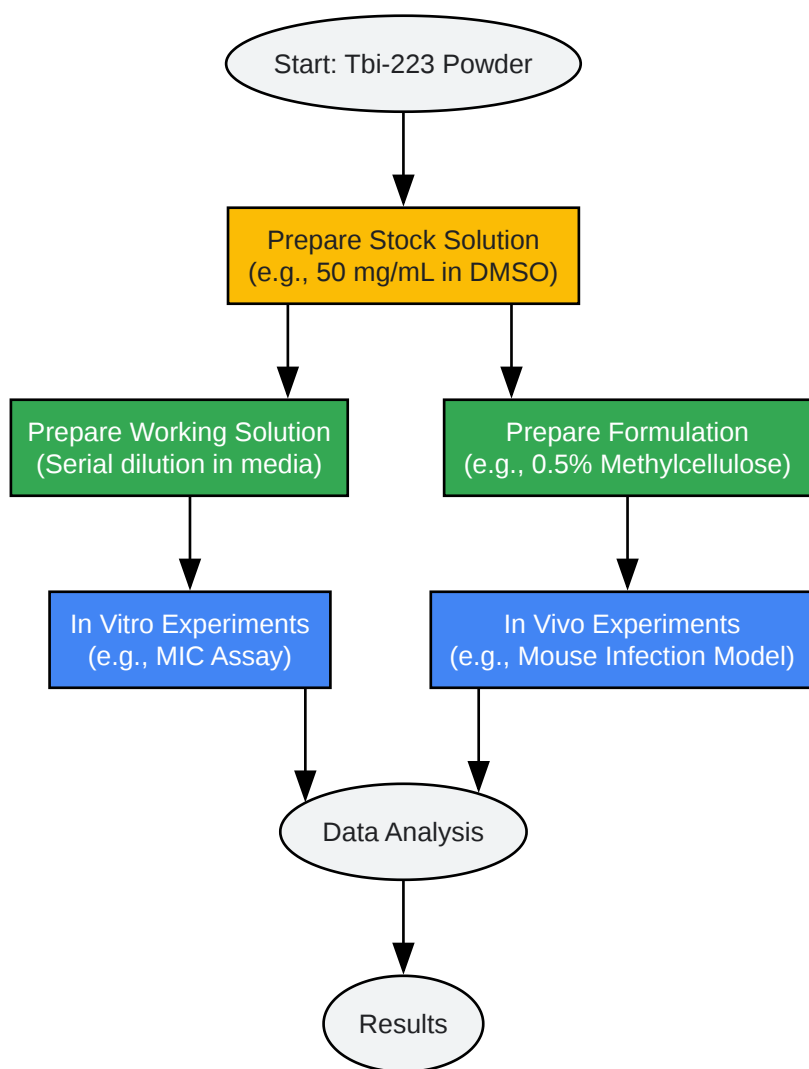 Start: Tbi-223 Powder
Prepare Stock Solution
(e.g., 50 mg/mL in DMSO)
Prepare Working Solution
(Serial dilution in media)
Prepare Formulation
(e.g., 0.5% Methylcellulose)
In Vitro Experiments
(e.g., MIC Assay)
In Vivo Experiments
(e.g., Mouse Infection Model)
Data Analysis
Results